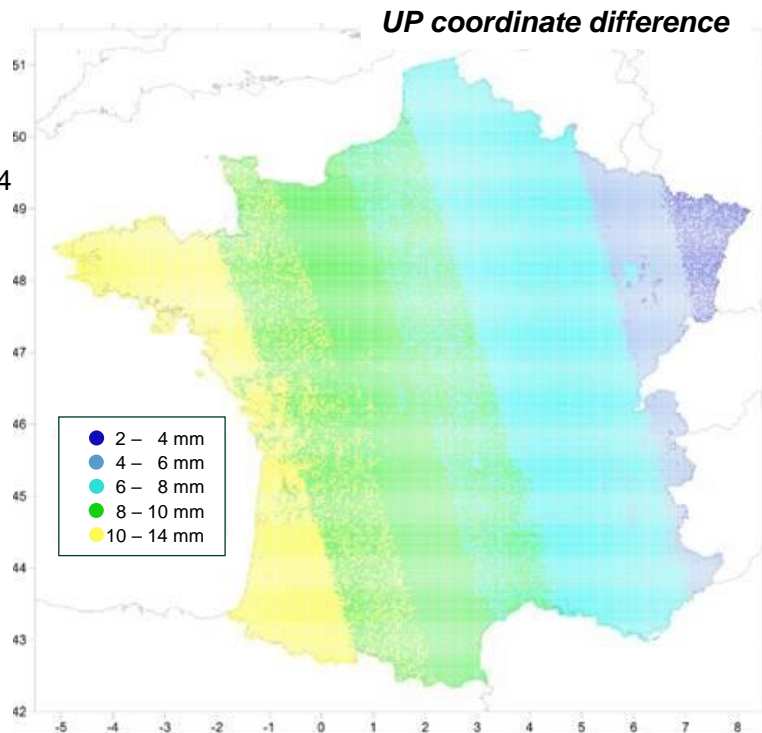 UP coordinate difference
51
50
4
49
48
47
46
45
44
43
42
2 – 4 mm
4 – 6 mm
6 – 8 mm
8 – 10 mm
10 – 14 mm
-5 -4 -3 -2 -1 0 1 2 3 4 5 6 7 8